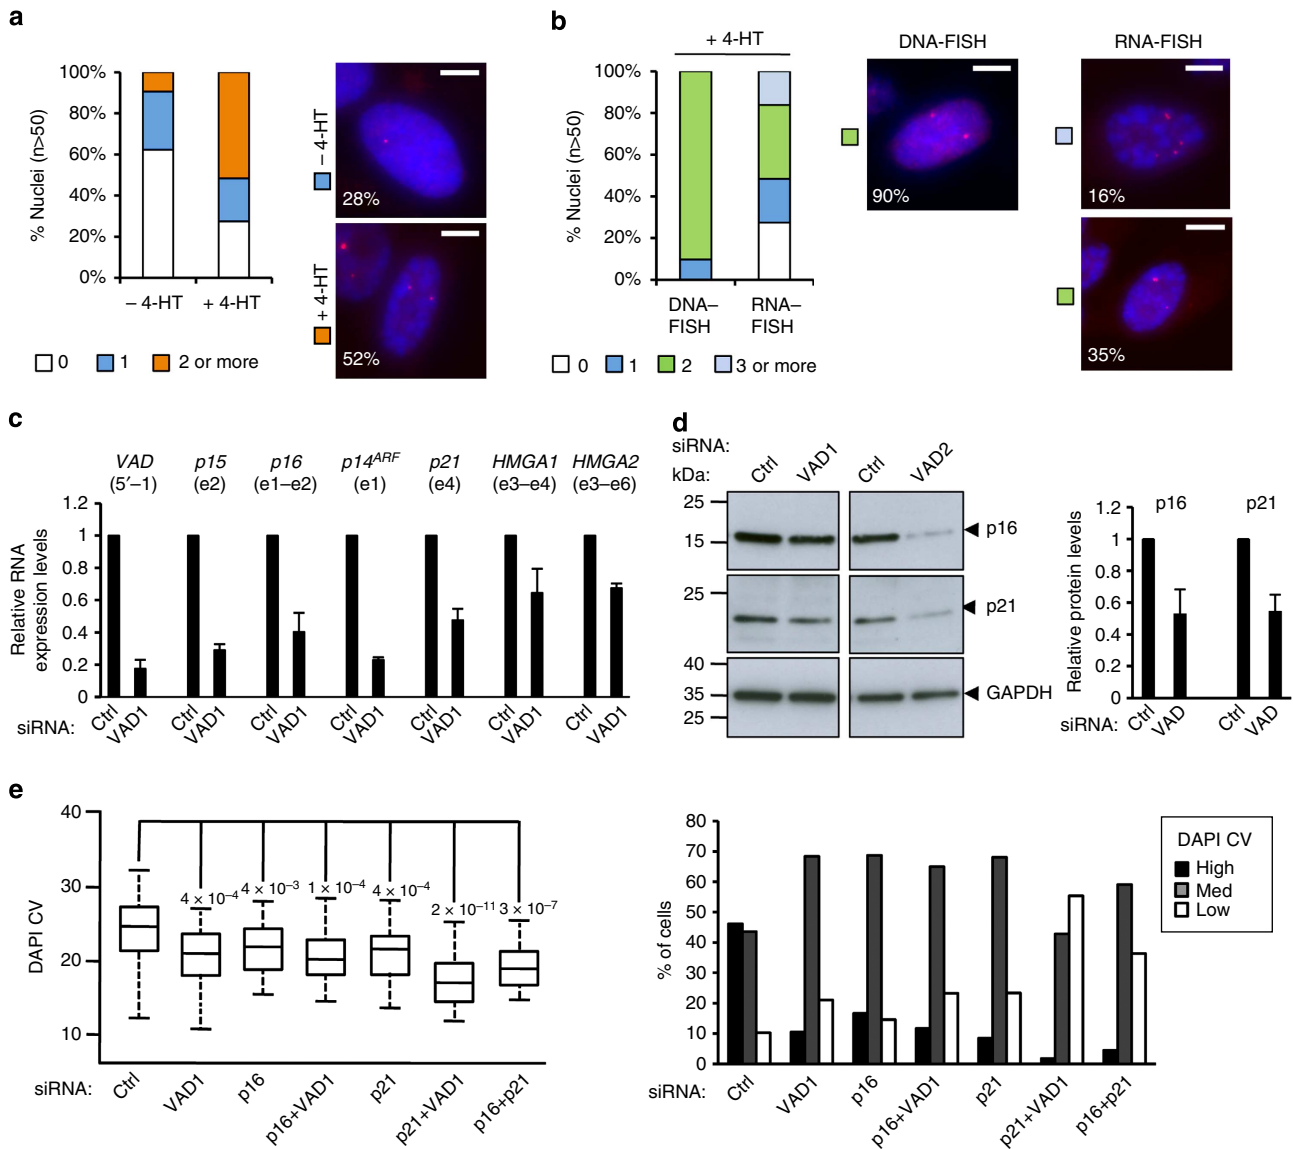 a
% Nuclei (n>50)
100%
80%
60%
40%
20%
0%
– 4-HT
+ 4-HT
0
1
2 or more
– 4-HT
28%
+ 4-HT
52%
b
+ 4-HT
% Nuclei (n>50)
100%
80%
60%
40%
20%
0%
DNA–
FISH
RNA–
FISH
0
1
2
3 or more
DNA-FISH
90%
RNA-FISH
16%
35%
c
VAD
(5′–1)
p15
(e2)
p16
(e1–e2)
p14ARF
(e1)
p21
(e4)
HMGA1
(e3–e4)
HMGA2
(e3–e6)
Relative RNA
expression levels
1.2
1
0.8
0.6
0.4
0.2
0
siRNA:
Ctrl
VAD1
Ctrl
VAD1
Ctrl
VAD1
Ctrl
VAD1
Ctrl
VAD1
Ctrl
VAD1
Ctrl
VAD1
d
siRNA:
kDa:
Ctrl
VAD1
Ctrl
VAD2
25
15
p16
25
p21
40
35
25
GAPDH
Relative protein levels
p16
p21
1.2
1
0.8
0.6
0.4
0.2
0
siRNA:
Ctrl
VAD
Ctrl
VAD
e
DAPI CV
40
30
20
10
4 × 10–4
4 × 10–3
1 × 10–4
4 × 10–4
2 × 10–11
3 × 10–7
siRNA:
Ctrl
VAD1
p16
p16+VAD1
p21
p21+VAD1
p16+p21
% of cells
80
70
60
50
40
30
20
10
0
siRNA:
Ctrl
VAD1
p16
p16+VAD1
p21
p21+VAD1
p16+p21
DAPI CV
High
Med
Low